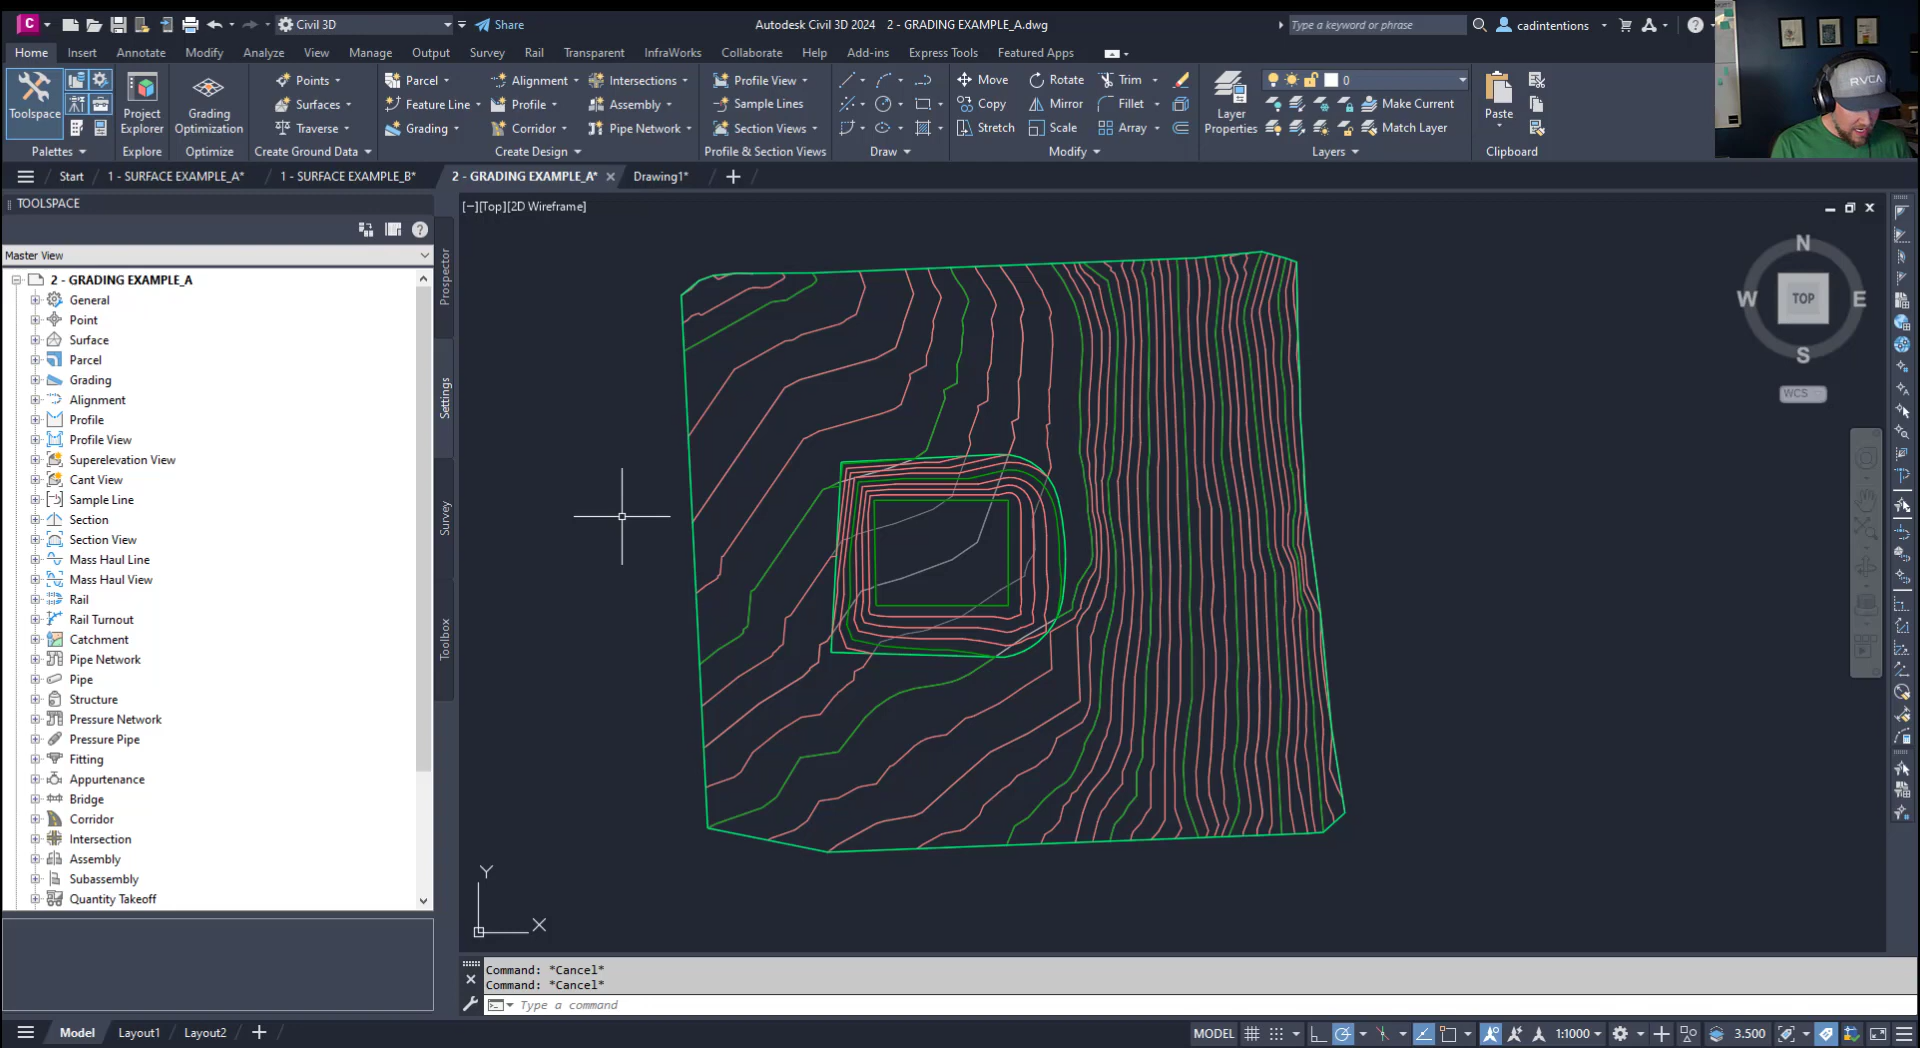 C
Civil 3D
Share
Autodesk Civil 3D 2024 2 - GRADING EXAMPLE_A.dwg
Type a keyword or phrase
cadintentions
Home Insert Annotate Modify Analyze View Manage Output Survey Rail Transparent InfraWorks Collaborate Help Add-ins Express Tools Featured Apps
RVCA
Toolspace
Project Explorer
Grading Optimization
Points
Surfaces
Traverse
Parcel
Feature Line
Grading
Alignment
Profile
Corridor
Intersections
Assembly
Pipe Network
Profile View
Sample Lines
Section Views
Move
Copy
Stretch
Rotate
Mirror
Scale
Trim
Fillet
Array
Layer Properties
0
Make Current
Match Layer
Paste
Palettes
Explore
Optimize
Create Ground Data
Create Design
Profile & Section Views
Draw
Modify
Layers
Clipboard
Start
1 - SURFACE EXAMPLE_A*
1 - SURFACE EXAMPLE_B*
2 - GRADING EXAMPLE_A*
Drawing1*
TOOLSPACE
Master View
2 - GRADING EXAMPLE_A
General
Point
Surface
Parcel
Grading
Alignment
Profile
Profile View
Superelevation View
Cant View
Sample Line
Section
Section View
Mass Haul Line
Mass Haul View
Rail
Rail Turnout
Catchment
Pipe Network
Pipe
Structure
Pressure Network
Pressure Pipe
Fitting
Appurtenance
Bridge
Corridor
Intersection
Assembly
Subassembly
Quantity Takeoff
Prospector
Settings
Survey
Toolbox
[−][Top][2D Wireframe]
N
W
TOP
E
S
WCS
Y
X
Command: *Cancel*
Command: *Cancel*
Type a command
Model
Layout1
Layout2
MODEL
1:1000
3.500